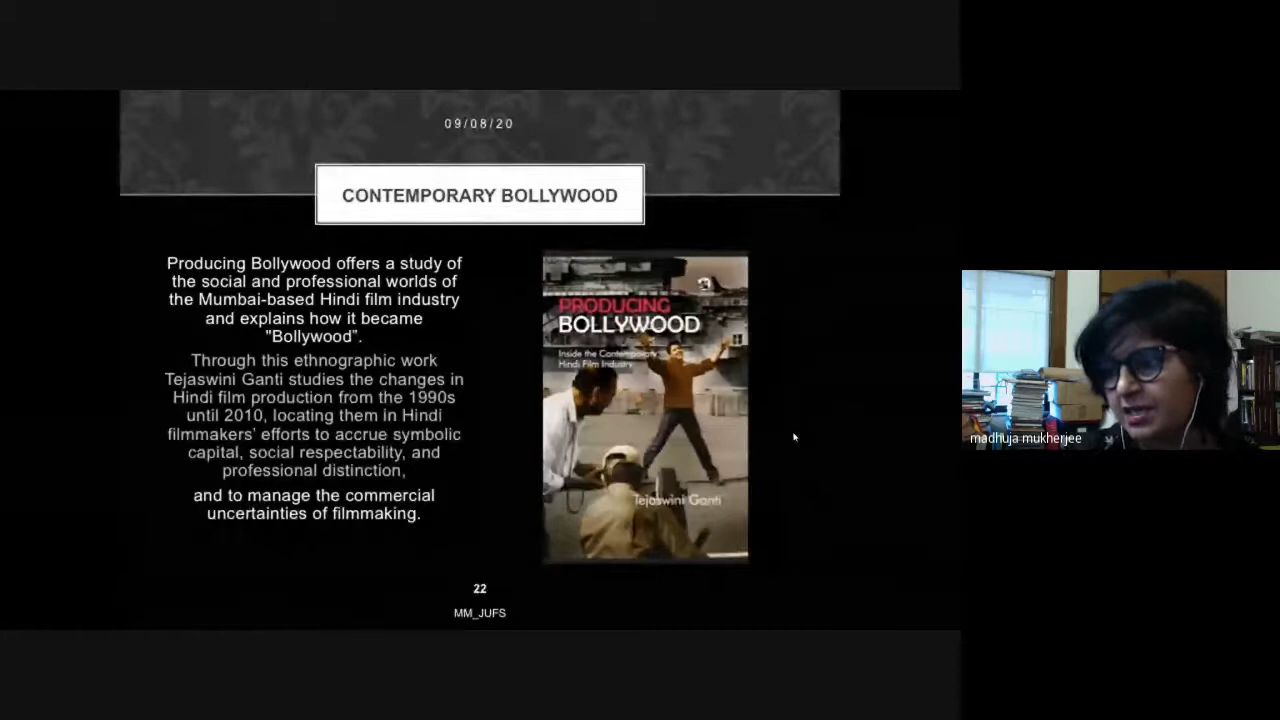 09/08/20
CONTEMPORARY BOLLYWOOD
Producing Bollywood offers a study of
the social and professional worlds of
the Mumbai-based Hindi film industry
and explains how it became
"Bollywood”.
Through this ethnographic work
Tejaswini Ganti studies the changes in
Hindi film production from the 1990s
until 2010, locating them in Hindi
filmmakers' efforts to accrue symbolic
capital, social respectability, and
professional distinction,
and to manage the commercial
uncertainties of filmmaking.
PRODUCING
BOLLYWOOD
Inside the Contemporary
Hindi Film Industry
Tejaswini Ganti
22
MM_JUFS
madhuja mukherjee